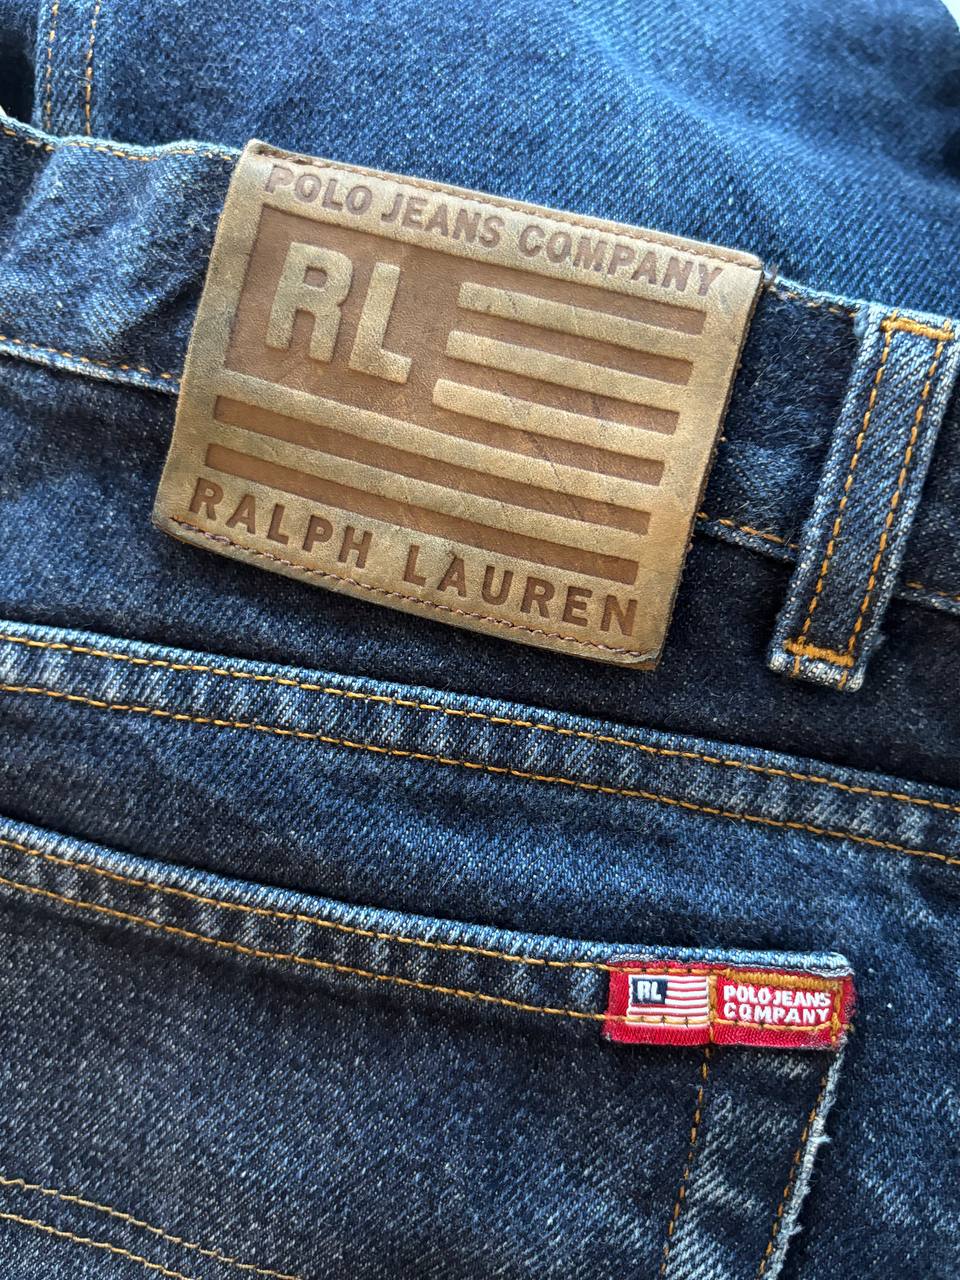 POLO JEANS COMPANY
RL
RALPH LAUREN
RL
POLO JEANS
COMPANY